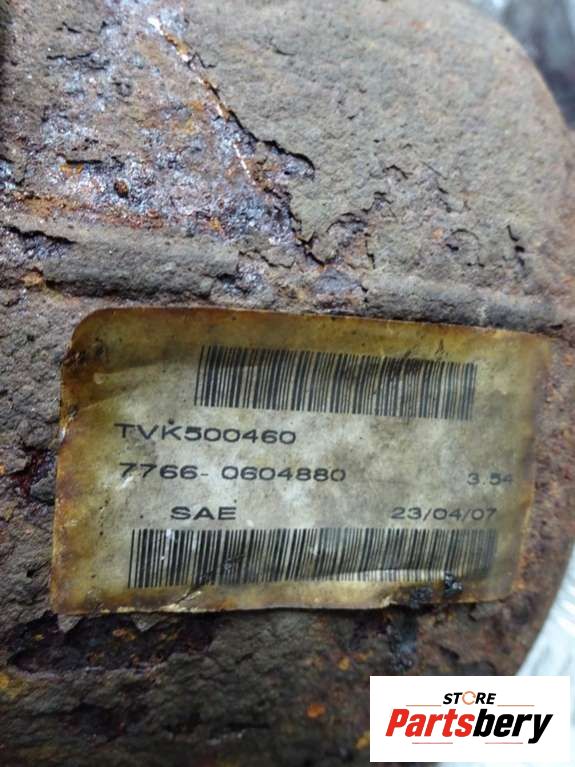 TVK500460
7766-0604880 3.54
SAE 23/04/07
STORE
Partsbery